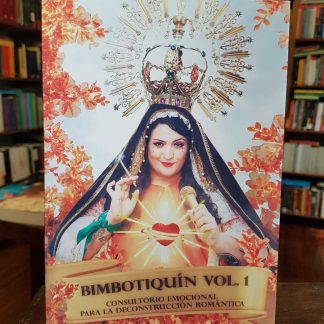 BIMBOTIQUÍN VOL. 1
CONSULTORIO EMOCIONAL
PARA LA DECONSTRUCCIÓN ROMÁNTICA